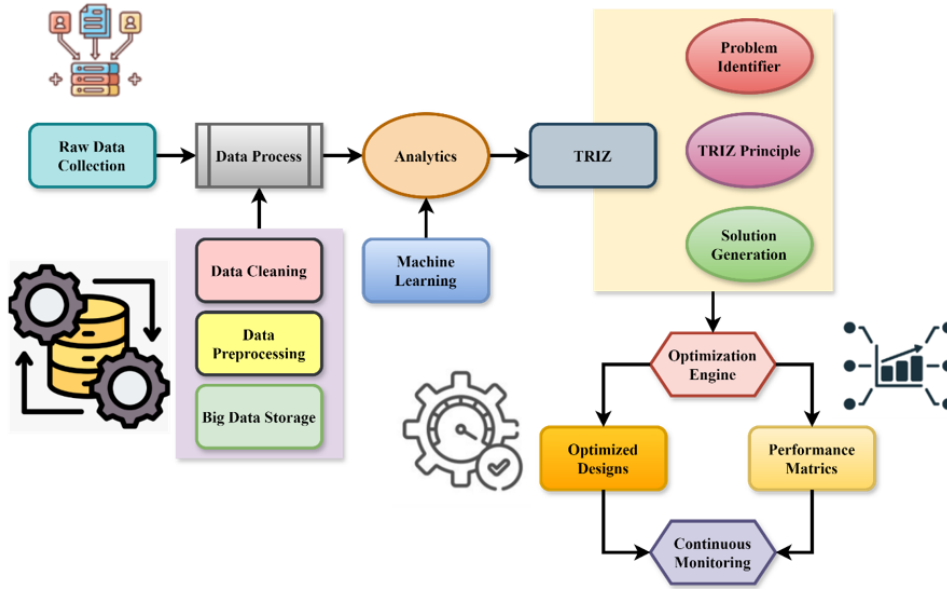 Problem
Identifier
Raw Data
Collection
Data Process
Analytics
TRIZ
TRIZ Principle
Solution
Generation
Data Cleaning
Machine
Learning
Data
Preprocessing
Big Data Storage
Optimization
Engine
Optimized
Designs
Performance
Matrics
Continuous
Monitoring